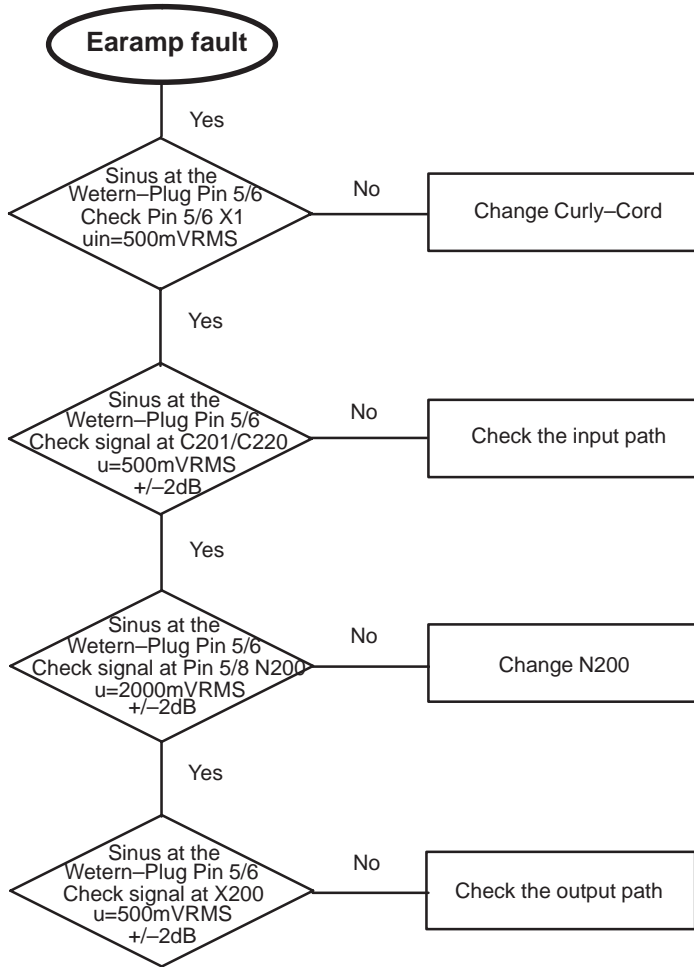 Earamp fault
Yes
Sinus at the
Wetern–Plug Pin 5/6
Check Pin 5/6 X1
uin=500mVRMS
No
Change Curly–Cord
Yes
Sinus at the
Wetern–Plug Pin 5/6
Check signal at C201/C220
u=500mVRMS
+/–2dB
No
Check the input path
Yes
Sinus at the
Wetern–Plug Pin 5/6
Check signal at Pin 5/8 N200
u=2000mVRMS
+/–2dB
No
Change N200
Yes
Sinus at the
Wetern–Plug Pin 5/6
Check signal at X200
u=500mVRMS
+/–2dB
No
Check the output path